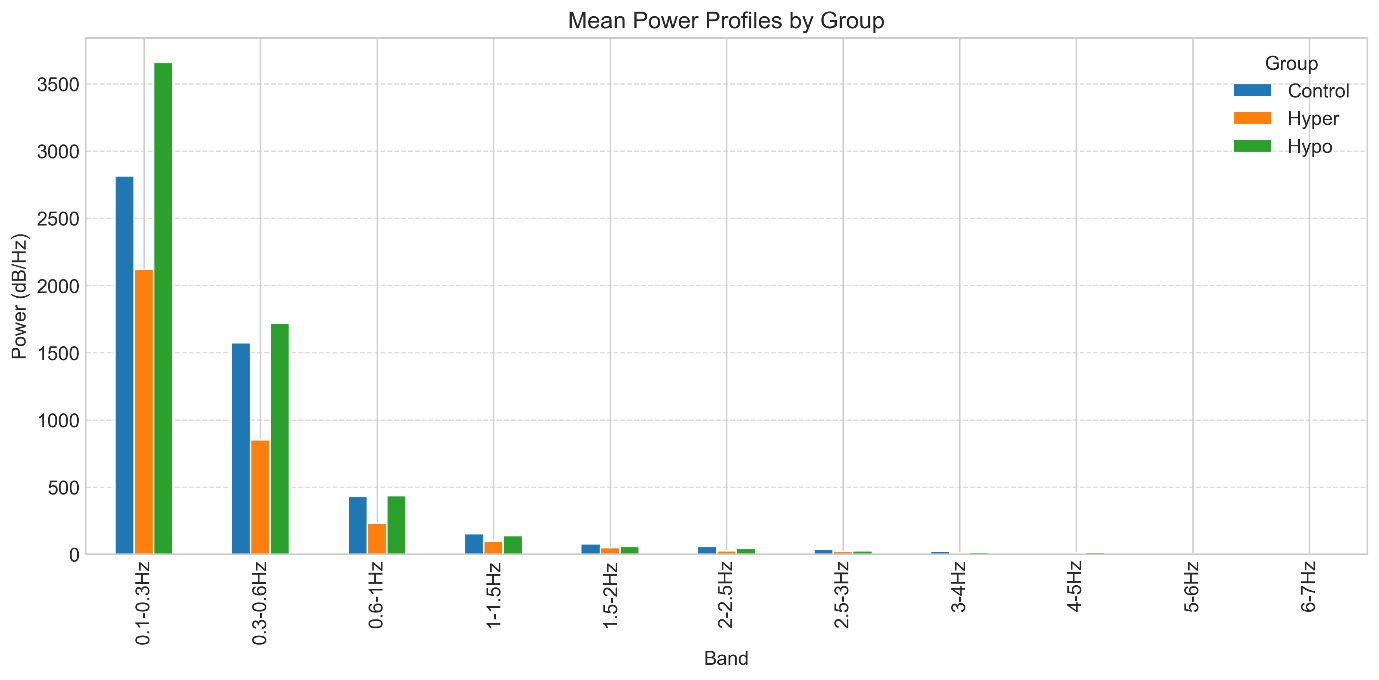 Mean Power Profiles by Group
Group
Control
Hyper
Hypo
Power (dB/Hz)
3500
3000
2500
2000
1500
1000
500
0
0.1-0.3Hz
0.3-0.6Hz
0.6-1Hz
1-1.5Hz
1.5-2Hz
2-2.5Hz
2.5-3Hz
3-4Hz
4-5Hz
5-6Hz
6-7Hz
Band